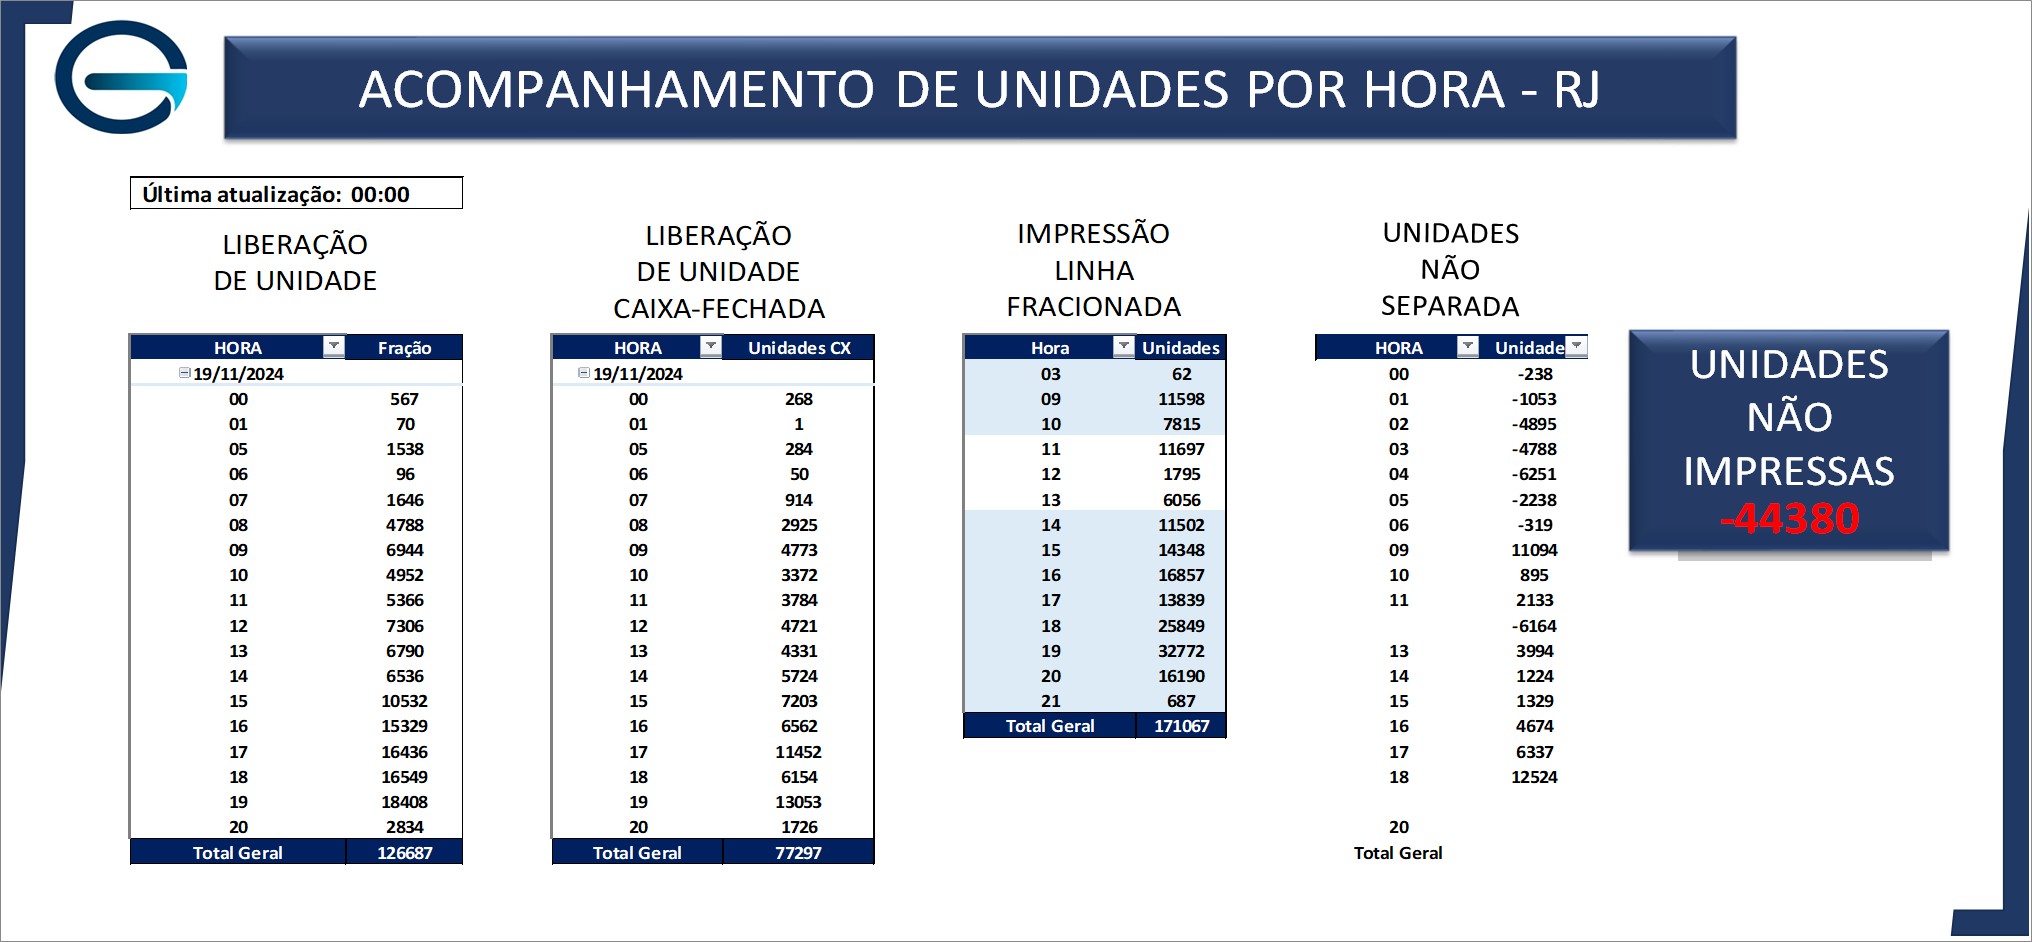 ACOMPANHAMENTO DE UNIDADES POR HORA - RJ
Última atualização: 00:00
LIBERAÇÃO
DE UNIDADE
HORA Fração
19/11/2024
00 567
01 70
05 1538
06 96
07 1646
08 4788
09 6944
10 4952
11 5366
12 7306
13 6790
14 6536
15 10532
16 15329
17 16436
18 16549
19 18408
20 2834
Total Geral 126687
LIBERAÇÃO
DE UNIDADE
CAIXA-FECHADA
HORA Unidades CX
19/11/2024
00 268
01 1
05 284
06 50
07 914
08 2925
09 4773
10 3372
11 3784
12 4721
13 4331
14 5724
15 7203
16 6562
17 11452
18 6154
19 13053
20 1726
Total Geral 77297
IMPRESSÃO
LINHA
FRACIONADA
Hora Unidades
03 62
09 11598
10 7815
11 11697
12 1795
13 6056
14 11502
15 14348
16 16857
17 13839
18 25849
19 32772
20 16190
21 687
Total Geral 171067
UNIDADES
NÃO
SEPARADA
HORA Unidade
00 -238
01 -1053
02 -4895
03 -4788
04 -6251
05 -2238
06 -319
09 11094
10 895
11 2133
-6164
13 3994
14 1224
15 1329
16 4674
17 6337
18 12524
20
Total Geral
UNIDADES
NÃO
IMPRESSAS
-44380